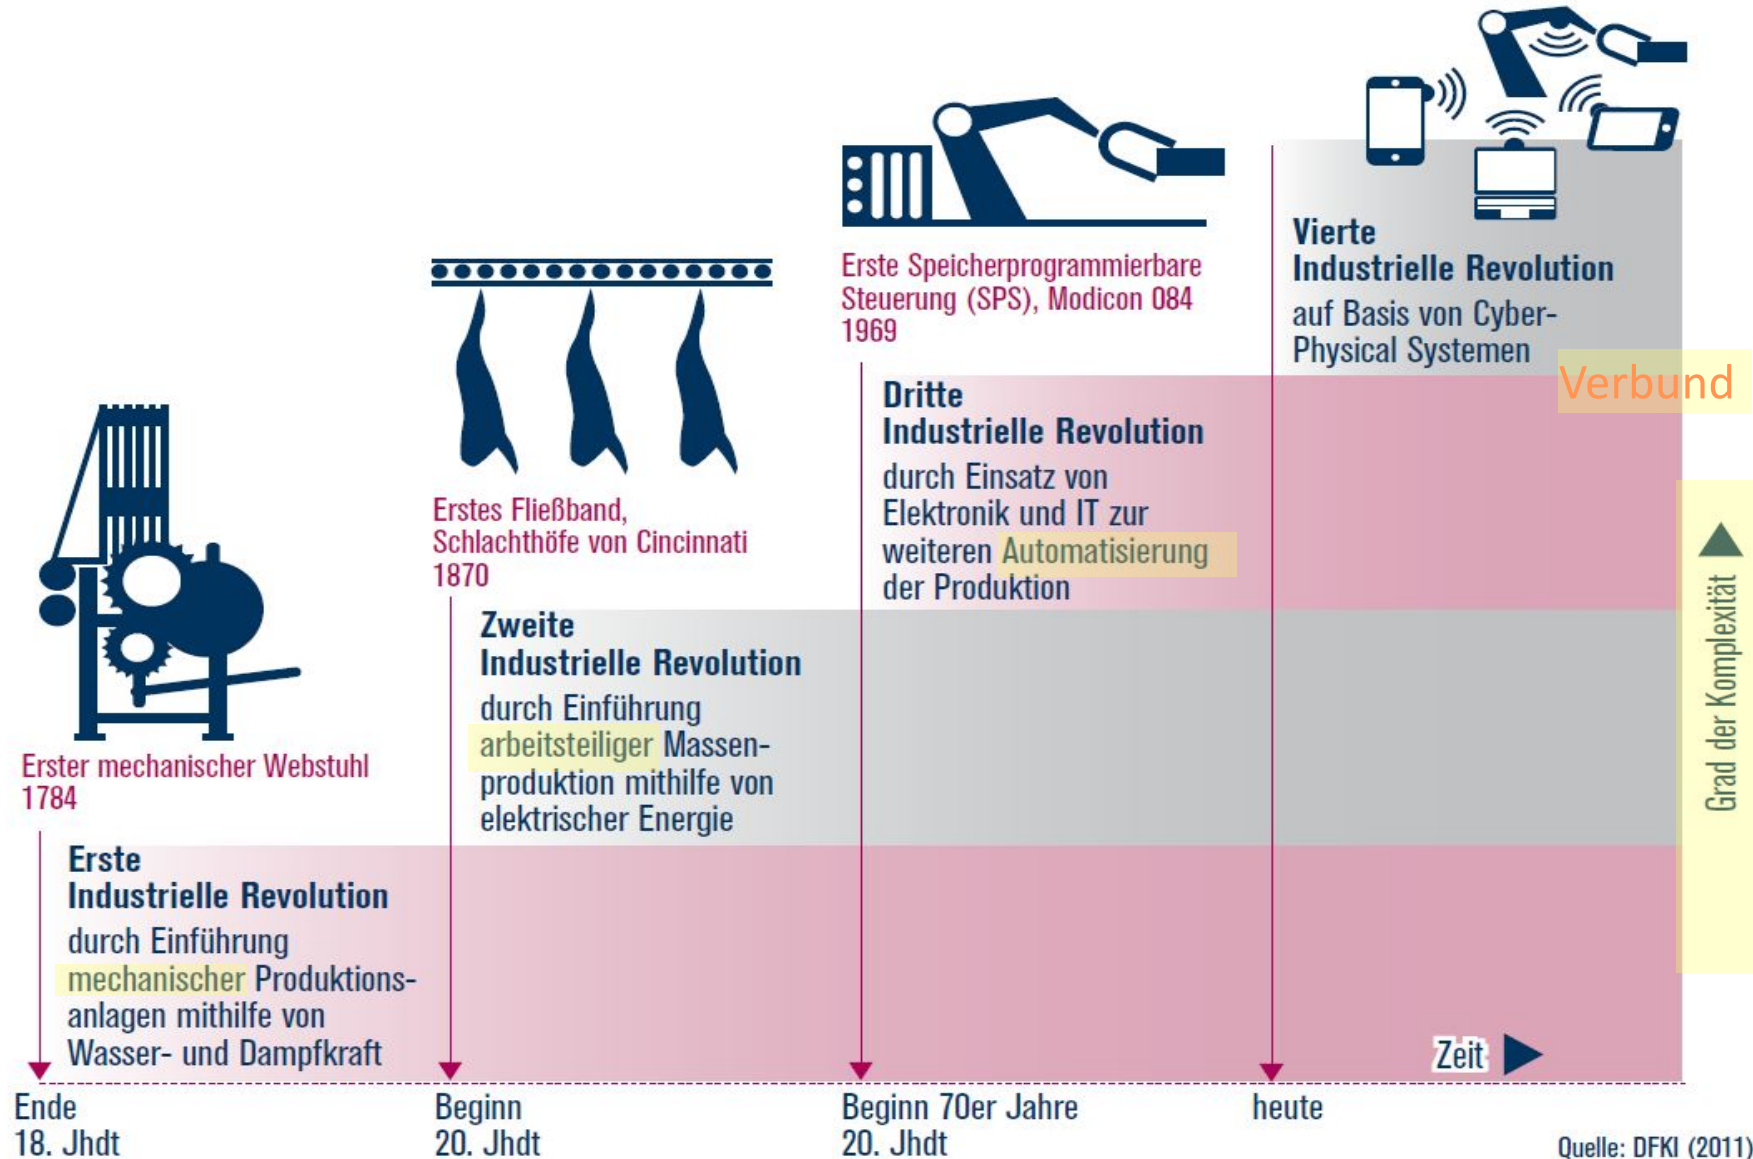 Erster mechanischer Webstuhl
1784
Erste
Industrielle Revolution
durch Einführung
mechanischer Produktions-
anlagen mithilfe von
Wasser- und Dampfkraft
Ende
18. Jhdt
Erstes Fließband,
Schlachthöfe von Cincinnati
1870
Zweite
Industrielle Revolution
durch Einführung
arbeitsteiliger Massen-
produktion mithilfe von
elektrischer Energie
Beginn
20. Jhdt
Erste Speicherprogrammierbare
Steuerung (SPS), Modicon 084
1969
Dritte
Industrielle Revolution
durch Einsatz von
Elektronik und IT zur
weiteren Automatisierung
der Produktion
Beginn 70er Jahre
20. Jhdt
Vierte
Industrielle Revolution
auf Basis von Cyber-
Physical Systemen
Verbund
heute
Grad der Komplexität
Zeit
Quelle: DFKI (2011)